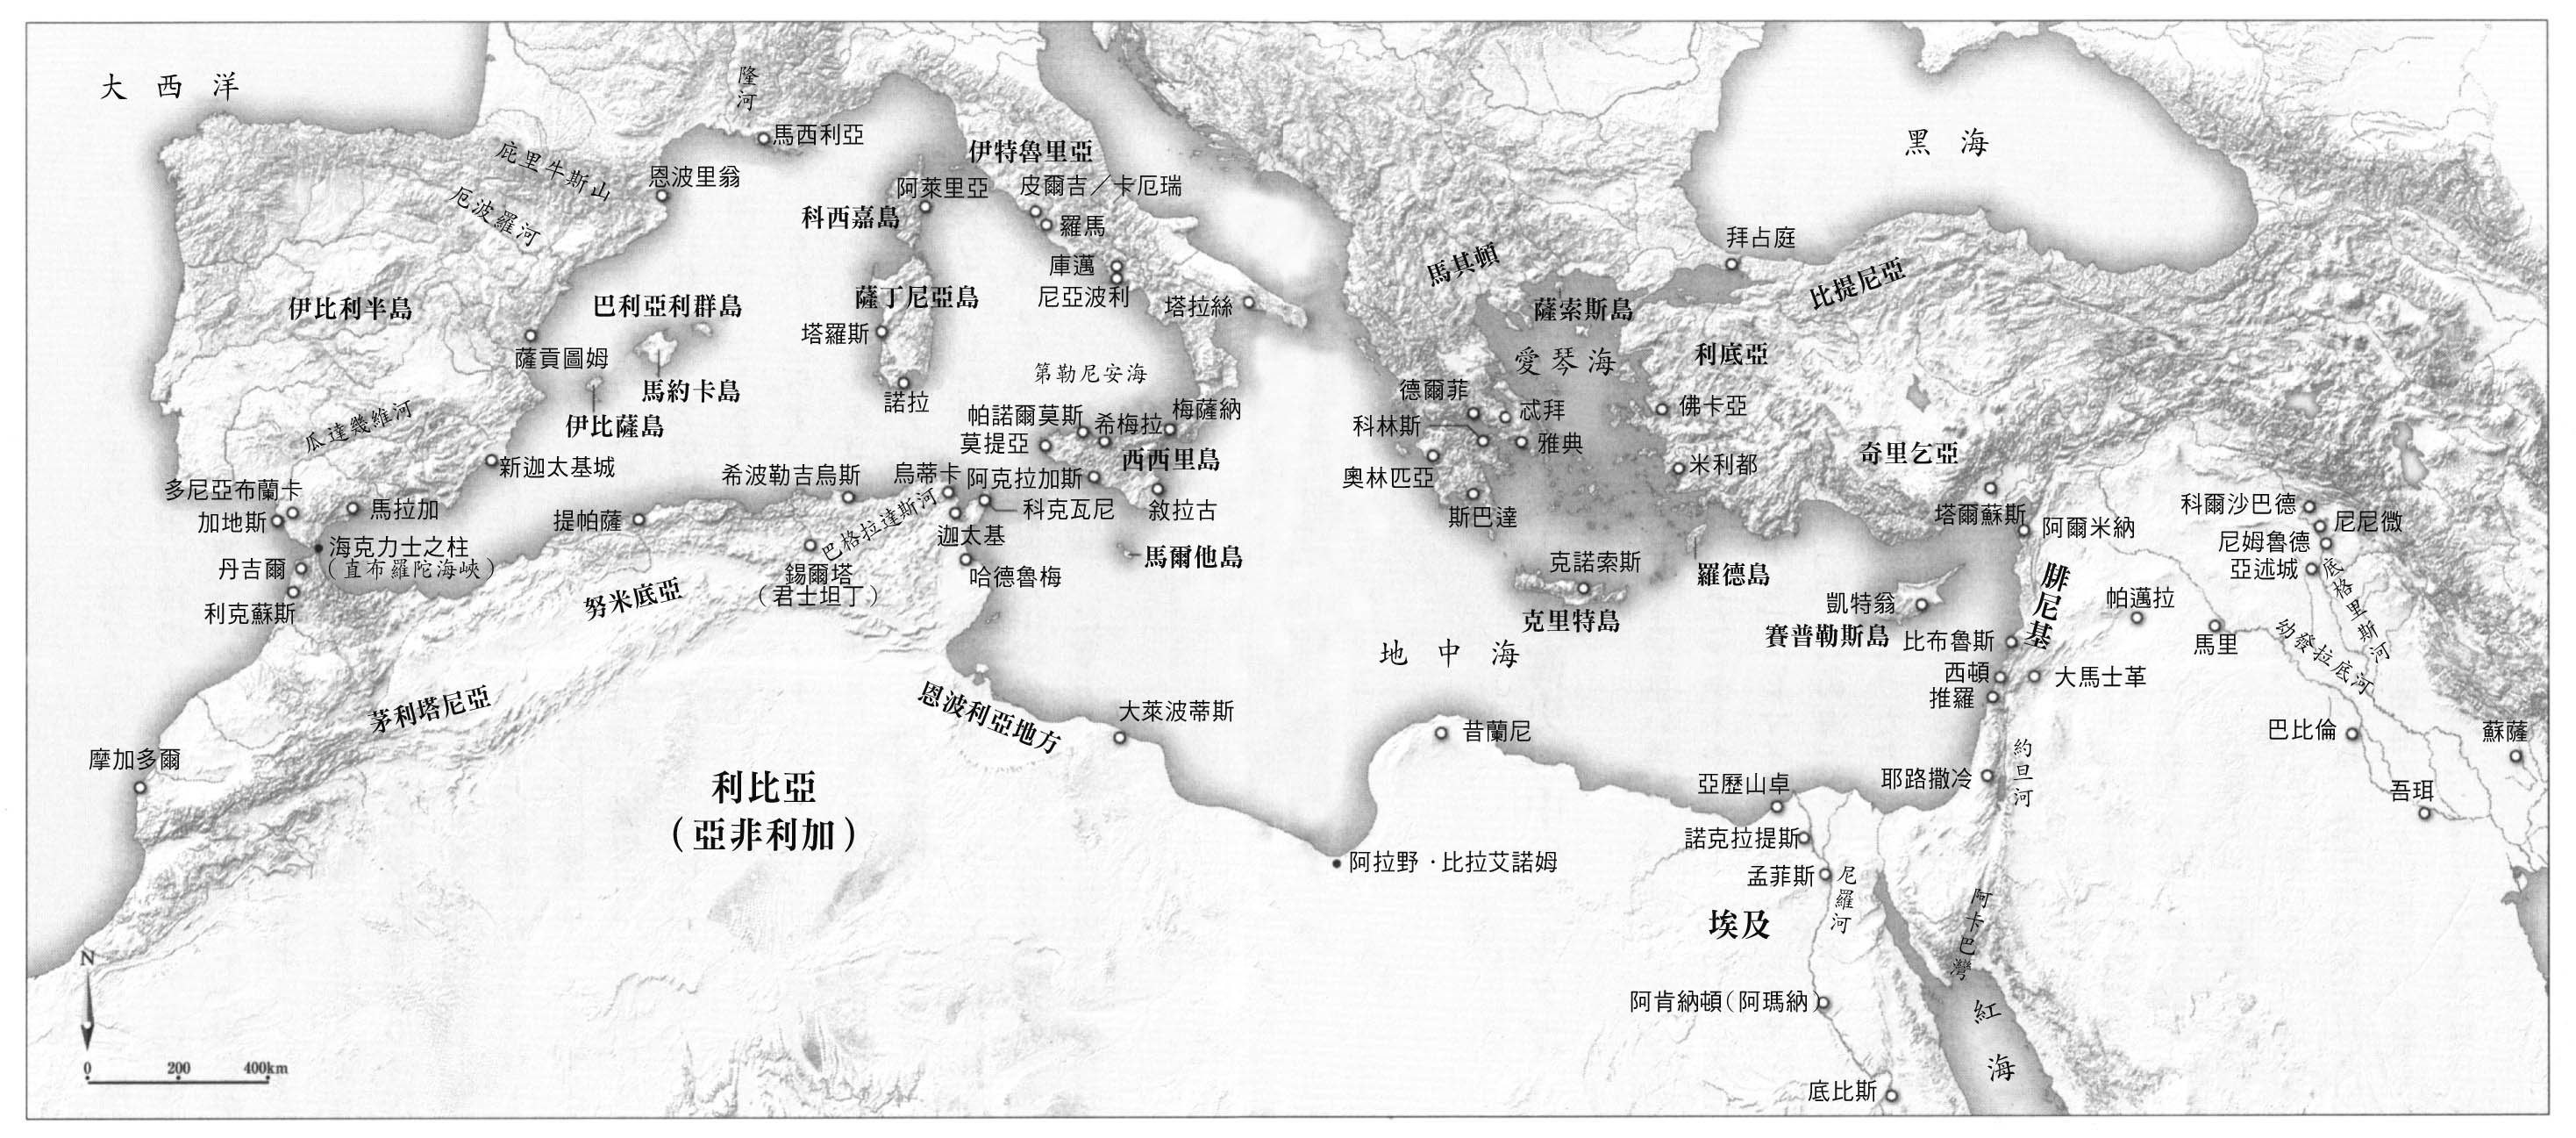 大西洋
隆河
馬西利亞
庇里牛斯山
厄波羅河
恩波里翁
伊比利半島
巴利亞利群島
薩貢圖姆
馬約卡島
伊比薩島
瓜達幾維河
新迦太基城
多尼亞布蘭卡
加地斯
馬拉加
海克力士之柱
（直布羅陀海峽）
丹吉爾
利克蘇斯
摩加多爾
茅利塔尼亞
努米底亞
提帕薩
希波勒吉烏斯
錫爾塔
（君士坦丁）
巴格拉達斯河
烏蒂卡
迦太基
哈德魯梅
科克瓦尼
阿萊里亞
科西嘉島
薩丁尼亞島
塔羅斯
諾拉
伊特魯里亞
皮爾吉／卡厄瑞
羅馬
庫邁
尼亞波利
塔拉絲
第勒尼安海
帕諾爾莫斯
希梅拉
梅薩納
莫提亞
西西里島
阿克拉加斯
敘拉古
馬爾他島
恩波利亞地方
大萊波蒂斯
利比亞
（亞非利加）
昔蘭尼
阿拉野・比拉艾諾姆
地中海
黑海
拜占庭
馬其頓
比提尼亞
薩索斯島
愛琴海
利底亞
德爾菲
忒拜
佛卡亞
科林斯
雅典
奧林匹亞
米利都
斯巴達
奇里乞亞
克諾索斯
克里特島
羅德島
塔爾蘇斯
阿爾米納
凱特翁
賽普勒斯島
腓尼基
比布魯斯
西頓
推羅
大馬士革
帕邁拉
馬里
科爾沙巴德
尼尼微
尼姆魯德
亞述城
底格里斯河
幼發拉底河
巴比倫
蘇薩
吾珥
耶路撒冷
約旦河
亞歷山卓
諾克拉提斯
孟菲斯
尼羅河
埃及
阿肯納頓（阿瑪納）
底比斯
阿卡巴灣
紅海
N
0 200 400km